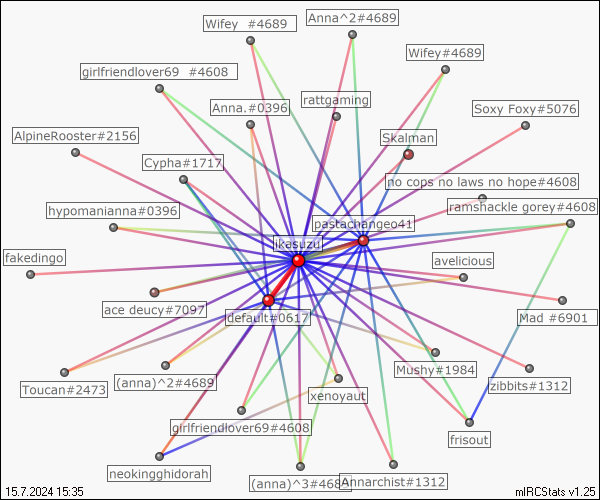 Wifey  #4689
Anna^2#4689
Wifey#4689
girlfriendlover69  #4608
rattgaming
Anna.#0396
Soxy Foxy#5076
AlpineRooster#2156
Skalman
Cypha#1717
no cops no laws no hope#4608
hypomanianna#0396
ramshackle gorey#4608
pastachangeo41
ikasuzu
fakedingo
avelicious
ace deucy#7097
default#0617
Mad  #6901
Toucan#2473
(anna)^2#4689
Mushy#1984
zibbits#1312
xenoyaut
girlfriendlover69#4608
frisout
neokingghidorah
(anna)^3#4689
Annarchist#1312
15.7.2024 15:35
mIRCStats v1.25